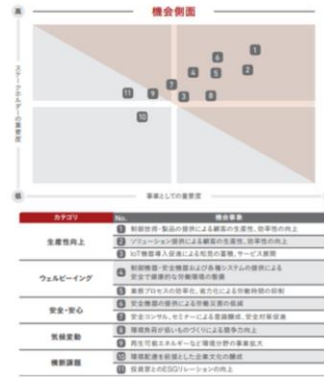 機会側面
高
ステークホルダーの重要度
1
6
2
4
5
7
11
9
3
8
10
低
事業としての重要度
高
カテゴリ No. 機会事象
生産性向上
1 制御技術・製品の提供による顧客の生産性、効率性の向上
2 ソリューション提供による顧客の生産性、効率性の向上
3 IoT機器導入促進による知見の蓄積、サービス展開
ウェルビーイング
4 制御機器・安全機器および各種システムの提供による
安全で健康的な労働環境の整備
5 業務プロセスの効率化、省力化による労働時間の抑制
安全・安心
6 安全機器の提供による労働災害の低減
7 安全コンサル、セミナーによる意識醸成、安全対策促進
気候変動
8 環境負荷が低いものづくりによる競争力向上
9 再生可能エネルギーなど環境分野の事業拡大
横断課題
10 環境配慮を前提とした企業文化の醸成
11 投資家とのESGリレーションの向上